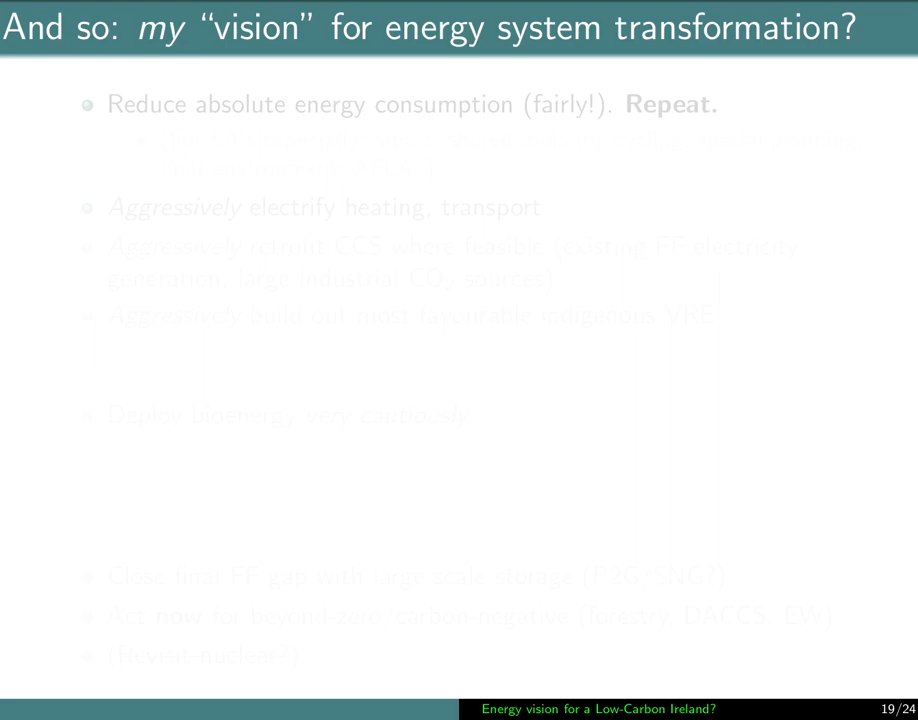 And so: my “vision” for energy system transformation?
Reduce absolute energy consumption (fairly!). Repeat.
Aggressively electrify heating, transport
Aggressively retrofit CCS where feasible (existing FF electricity
generation, large industrial CO₂ sources)
Aggressively build out most favourable indigenous VRE
Deploy bioenergy very cautiously
Close final FF gap with large scale storage (P2G/SNG?)
Act now for beyond-zero/carbon-negative (forestry, DACCS, EW)
(Revisit nuclear?)
Energy vision for a Low-Carbon Ireland?
19/24